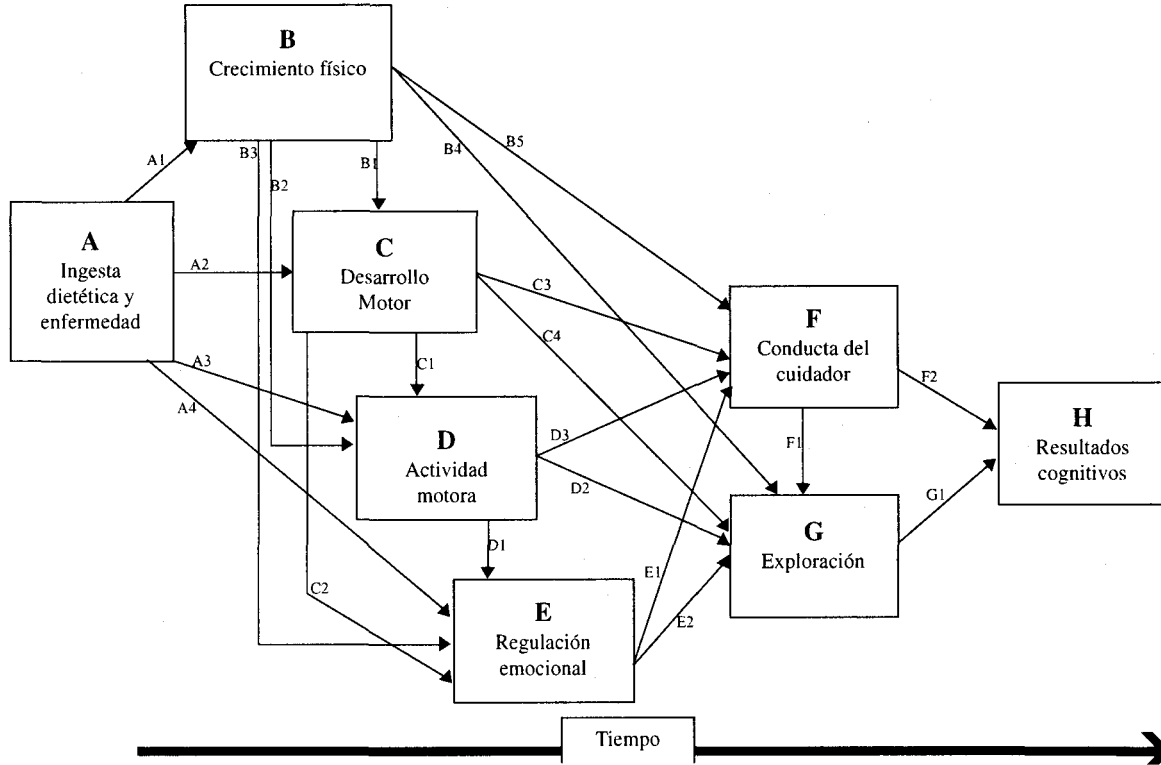 B
Crecimiento físico
B5
B4
A1
B3
B1
B2
A
Ingesta
dietética y
enfermedad
A2
C
Desarrollo
Motor
C3
C4
F
Conducta del
cuidador
A3
C1
F2
A4
H
Resultados
cognitivos
D
Actividad
motora
D3
F1
D2
G1
G
Exploración
D1
E1
C2
E2
E
Regulación
emocional
Tiempo